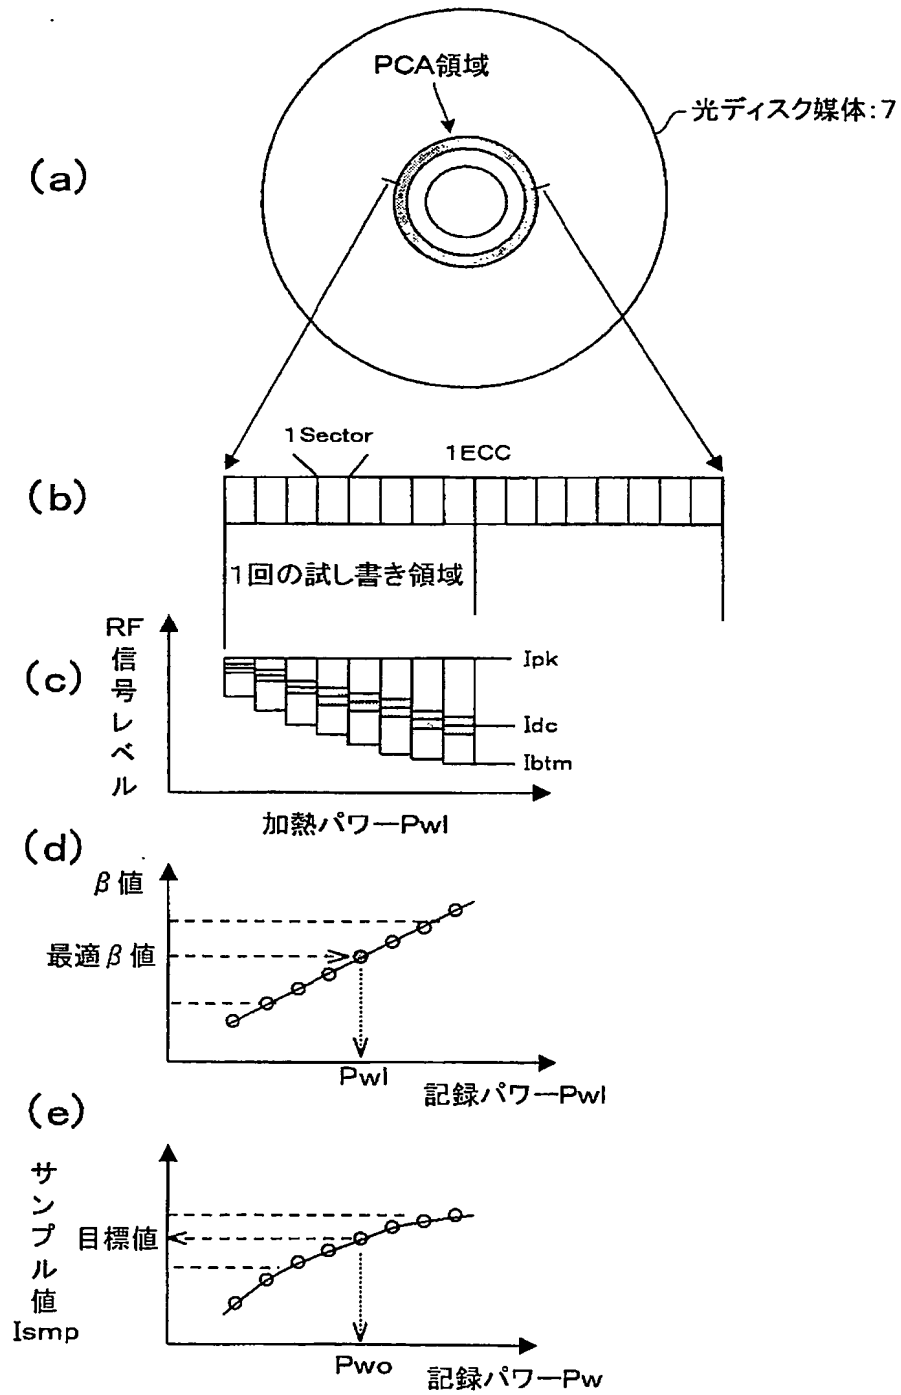 PCA領域
光ディスク媒体:7
(a)
1Sector
1ECC
(b)
1回の試し書き領域
RF信号レベル
(c)
Ipk
Idc
Ibtm
加熱パワーPwl
(d)
β値
最適β値
Pwl
記録パワーPwl
(e)
サンプル値
Ismp
目標値
Pwo
記録パワーPw